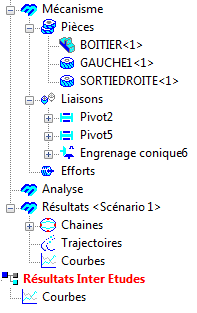 Mécanisme
Pièces
BOITIER<1>
GAUCHE1<1>
SORTIEDROITE<1>
Liaisons
Pivot2
Pivot5
Engrenage conique6
Efforts
Analyse
Résultats <Scénario 1>
Chaines
Trajectoires
Courbes
Résultats Inter Etudes
Courbes